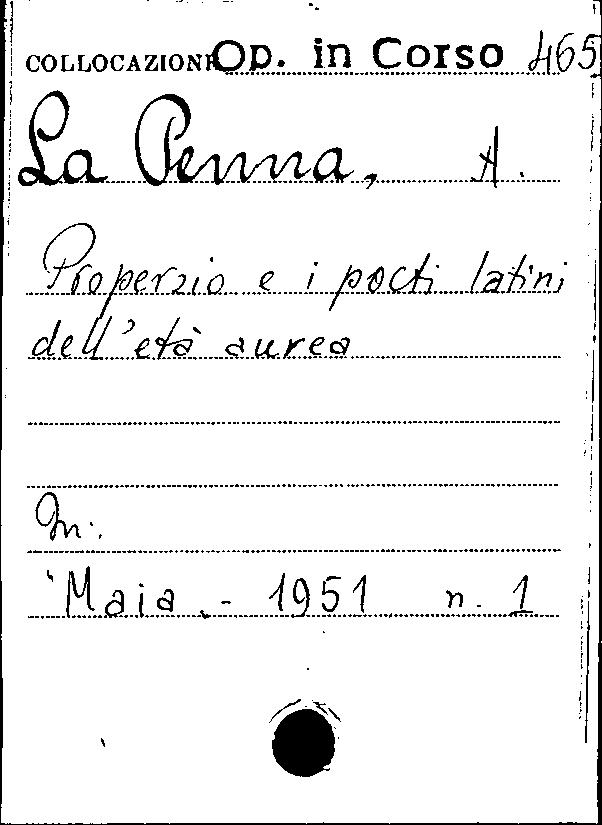 COLLOCAZIONE Op. in Corso 465
La Penna, A.
Properzio e i poeti latini
dell'età aurea
In:
Maia.- 1951 n. 1